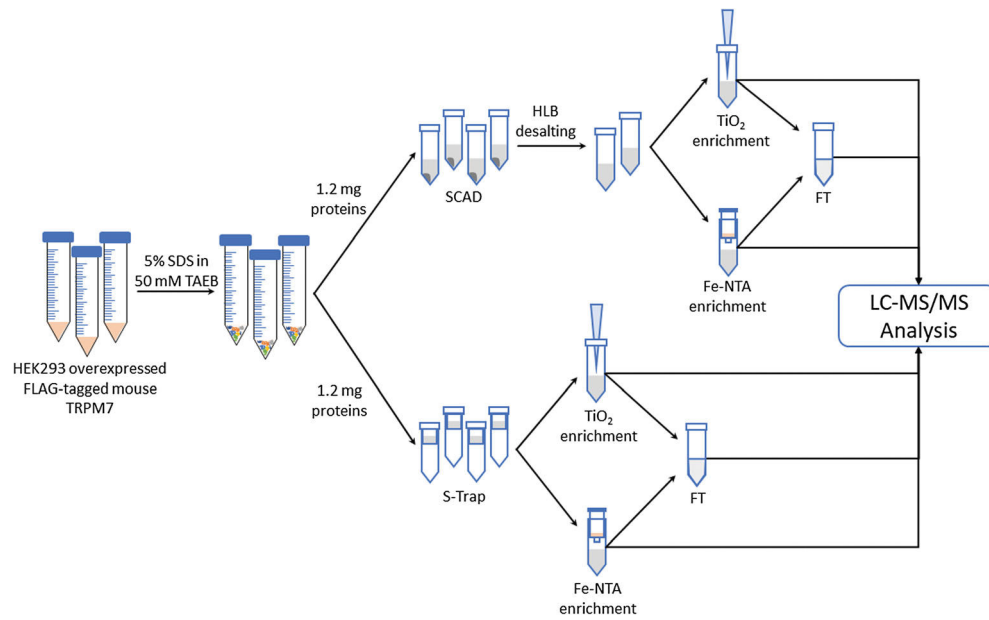 HEK293 overexpressed
FLAG-tagged mouse
TRPM7
5% SDS in
50 mM TAEB
1.2 mg
proteins
SCAD
HLB
desalting
TiO₂
enrichment
FT
Fe-NTA
enrichment
1.2 mg
proteins
S-Trap
TiO₂
enrichment
FT
Fe-NTA
enrichment
LC-MS/MS
Analysis